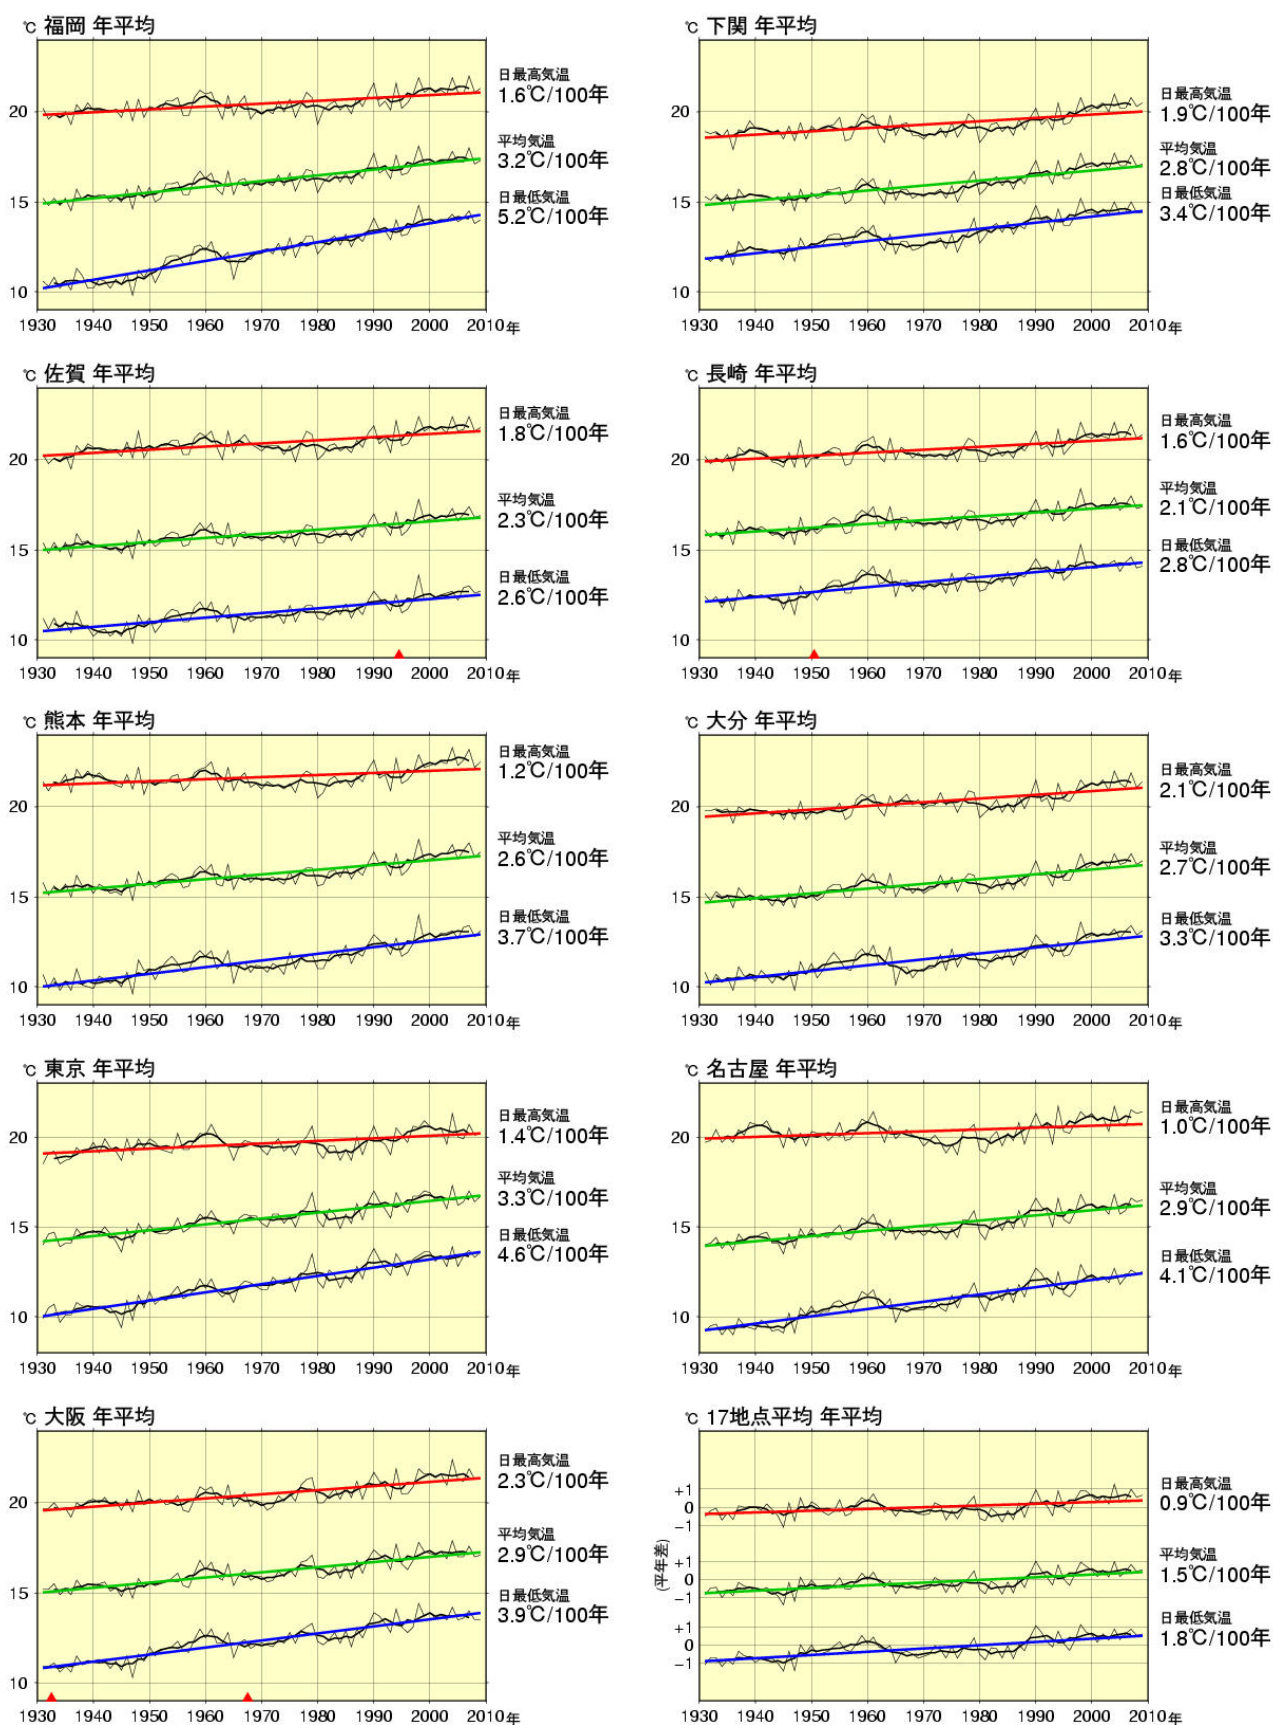 ℃ 福岡 年平均
20
15
10
1930 1940 1950 1960 1970 1980 1990 2000 2010年
日最高気温
1.6℃/100年
平均気温
3.2℃/100年
日最低気温
5.2℃/100年
℃ 下関 年平均
20
15
10
1930 1940 1950 1960 1970 1980 1990 2000 2010年
日最高気温
1.9℃/100年
平均気温
2.8℃/100年
日最低気温
3.4℃/100年
℃ 佐賀 年平均
20
15
10
1930 1940 1950 1960 1970 1980 1990 2000 2010年
日最高気温
1.8℃/100年
平均気温
2.3℃/100年
日最低気温
2.6℃/100年
℃ 長崎 年平均
20
15
10
1930 1940 1950 1960 1970 1980 1990 2000 2010年
日最高気温
1.6℃/100年
平均気温
2.1℃/100年
日最低気温
2.8℃/100年
℃ 熊本 年平均
20
15
10
1930 1940 1950 1960 1970 1980 1990 2000 2010年
日最高気温
1.2℃/100年
平均気温
2.6℃/100年
日最低気温
3.7℃/100年
℃ 大分 年平均
20
15
10
1930 1940 1950 1960 1970 1980 1990 2000 2010年
日最高気温
2.1℃/100年
平均気温
2.7℃/100年
日最低気温
3.3℃/100年
℃ 東京 年平均
20
15
10
1930 1940 1950 1960 1970 1980 1990 2000 2010年
日最高気温
1.4℃/100年
平均気温
3.3℃/100年
日最低気温
4.6℃/100年
℃ 名古屋 年平均
20
15
10
1930 1940 1950 1960 1970 1980 1990 2000 2010年
日最高気温
1.0℃/100年
平均気温
2.9℃/100年
日最低気温
4.1℃/100年
℃ 大阪 年平均
20
15
10
1930 1940 1950 1960 1970 1980 1990 2000 2010年
日最高気温
2.3℃/100年
平均気温
2.9℃/100年
日最低気温
3.9℃/100年
℃ 17地点平均 年平均
+1
0
−1
+1
0
−1
+1
0
−1
(平年差)
1930 1940 1950 1960 1970 1980 1990 2000 2010年
日最高気温
0.9℃/100年
平均気温
1.5℃/100年
日最低気温
1.8℃/100年